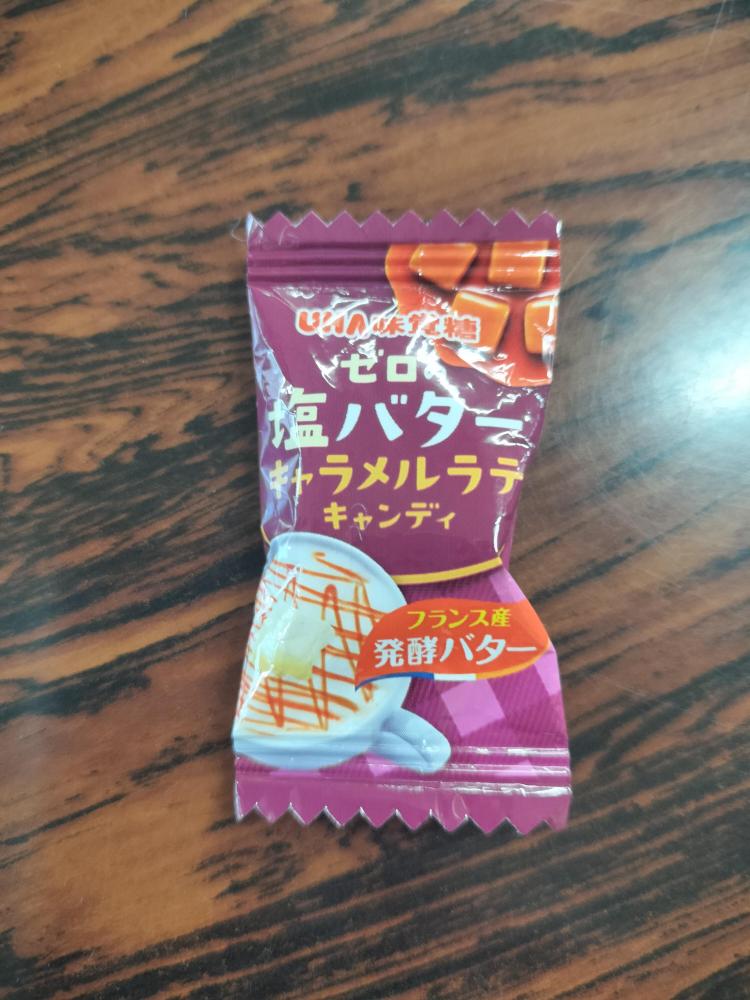 UHA味覚糖
ゼロ
塩バター
キャラメルラテ
キャンディ
フランス産
発酵バター